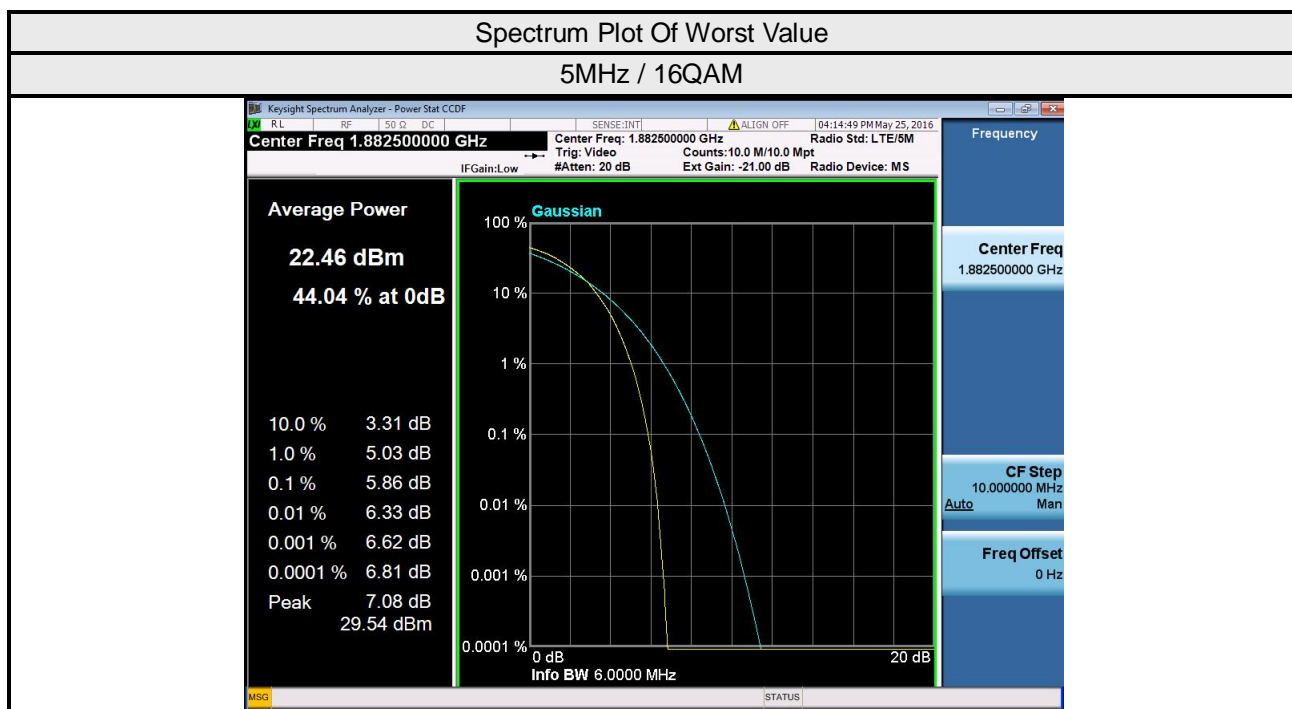 Spectrum Plot Of Worst Value
5MHz / 16QAM
Keysight Spectrum Analyzer - Power Stat CCDF
LXI RL RF 50 Ω DC SENSE:INT ALIGN OFF 04:14:49 PM May 25, 2016
Center Freq 1.882500000 GHz
Center Freq: 1.882500000 GHz Radio Std: LTE/5M
Trig: Video Counts:10.0 M/10.0 Mpt
IFGain:Low #Atten: 20 dB Ext Gain: -21.00 dB Radio Device: MS
Average Power
22.46 dBm
44.04 % at 0dB
10.0 % 3.31 dB
1.0 % 5.03 dB
0.1 % 5.86 dB
0.01 % 6.33 dB
0.001 % 6.62 dB
0.0001 % 6.81 dB
Peak 7.08 dB
29.54 dBm
Gaussian
100 %
10 %
1 %
0.1 %
0.01 %
0.001 %
0.0001 %
0 dB 20 dB
Info BW 6.0000 MHz
Frequency
Center Freq
1.882500000 GHz
CF Step
10.000000 MHz
Auto Man
Freq Offset
0 Hz
MSG STATUS